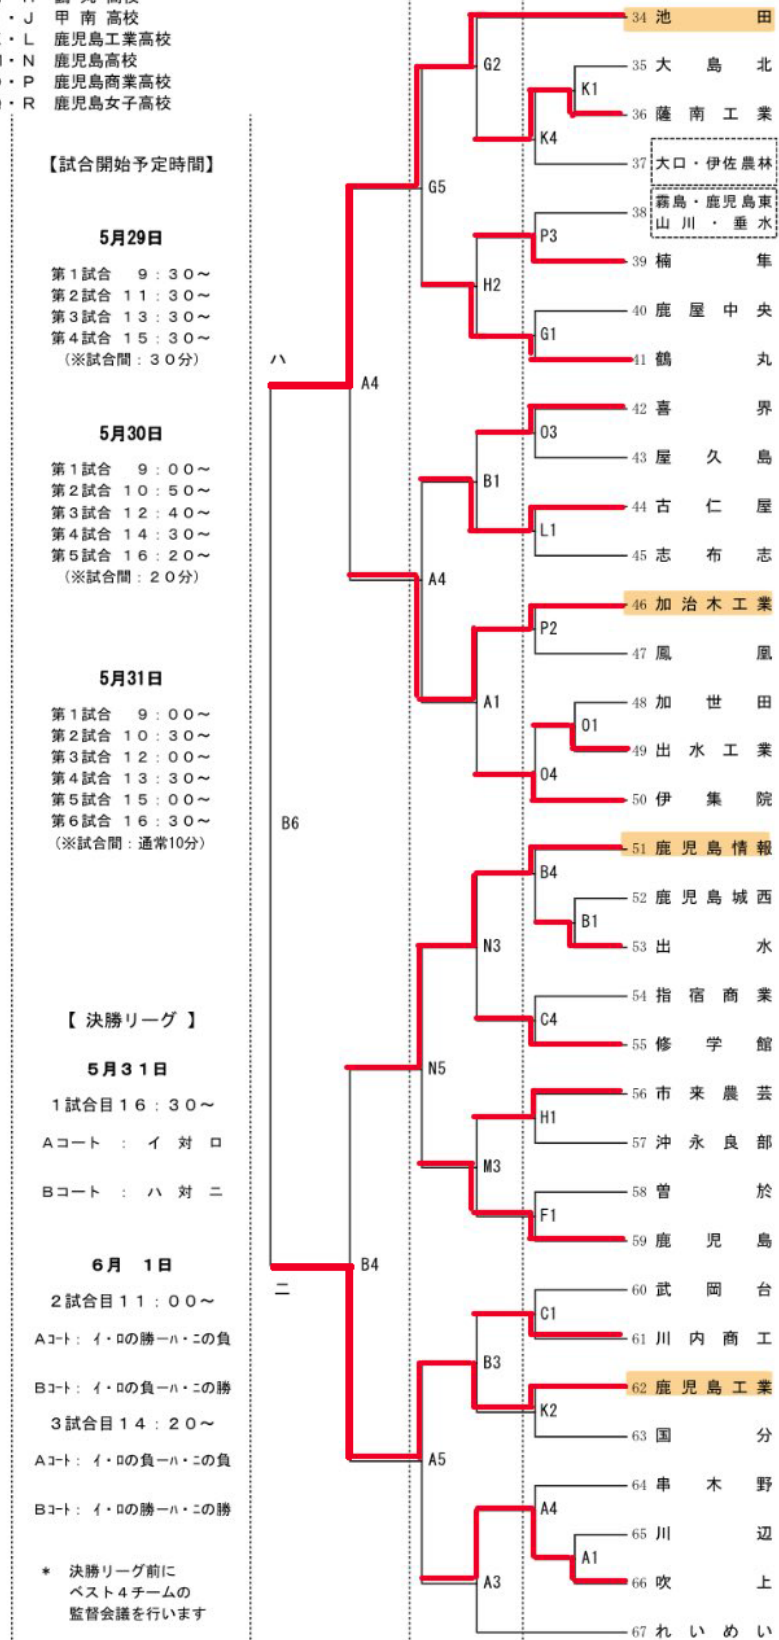 ・J 甲 南 高校
・L 鹿児島工業高校
・N 鹿児島高校
・P 鹿児島商業高校
・R 鹿児島女子高校
【試合開始予定時間】
5月29日
第1試合 9:30～
第2試合 11:30～
第3試合 13:30～
第4試合 15:30～
(※試合間:30分)
5月30日
第1試合 9:00～
第2試合 10:50～
第3試合 12:40～
第4試合 14:30～
第5試合 16:20～
(※試合間:20分)
5月31日
第1試合 9:00～
第2試合 10:30～
第3試合 12:00～
第4試合 13:30～
第5試合 15:00～
第6試合 16:30～
(※試合間:通常10分)
【 決勝リーグ 】
5月31日
1試合目16:30～
Aコート : イ 対 ロ
Bコート : ハ 対 ニ
6月 1日
2試合目11:00～
Aコート: イ・ロの勝ーハ・ニの負
Bコート: イ・ロの負ーハ・ニの勝
3試合目14:20～
Aコート: イ・ロの負ーハ・ニの負
Bコート: イ・ロの勝ーハ・ニの勝
* 決勝リーグ前に
ベスト4チームの
監督会議を行います
ハ
B6
ニ
A4
B4
G5
A4
N5
A5
G2
H2
B1
A1
N3
M3
B3
A3
K1
K4
P3
G1
O3
L1
P2
O1
O4
B4
B1
C4
H1
F1
C1
K2
A4
A1
34 池 田
35 大 島 北
36 薩 南 工 業
37 大口・伊佐農林
38 霧島・鹿児島東
山川・垂水
39 楠 隼
40 鹿 屋 中 央
41 鶴 丸
42 喜 界
43 屋 久 島
44 古 仁 屋
45 志 布 志
46 加 治 木 工 業
47 鳳 凰
48 加 世 田
49 出 水 工 業
50 伊 集 院
51 鹿 児 島 情 報
52 鹿 児 島 城 西
53 出 水
54 指 宿 商 業
55 修 学 館
56 市 来 農 芸
57 沖 永 良 部
58 曽 於
59 鹿 児 島
60 武 岡 台
61 川 内 商 工
62 鹿 児 島 工 業
63 国 分
64 串 木 野
65 川 辺
66 吹 上
67 れ い め い